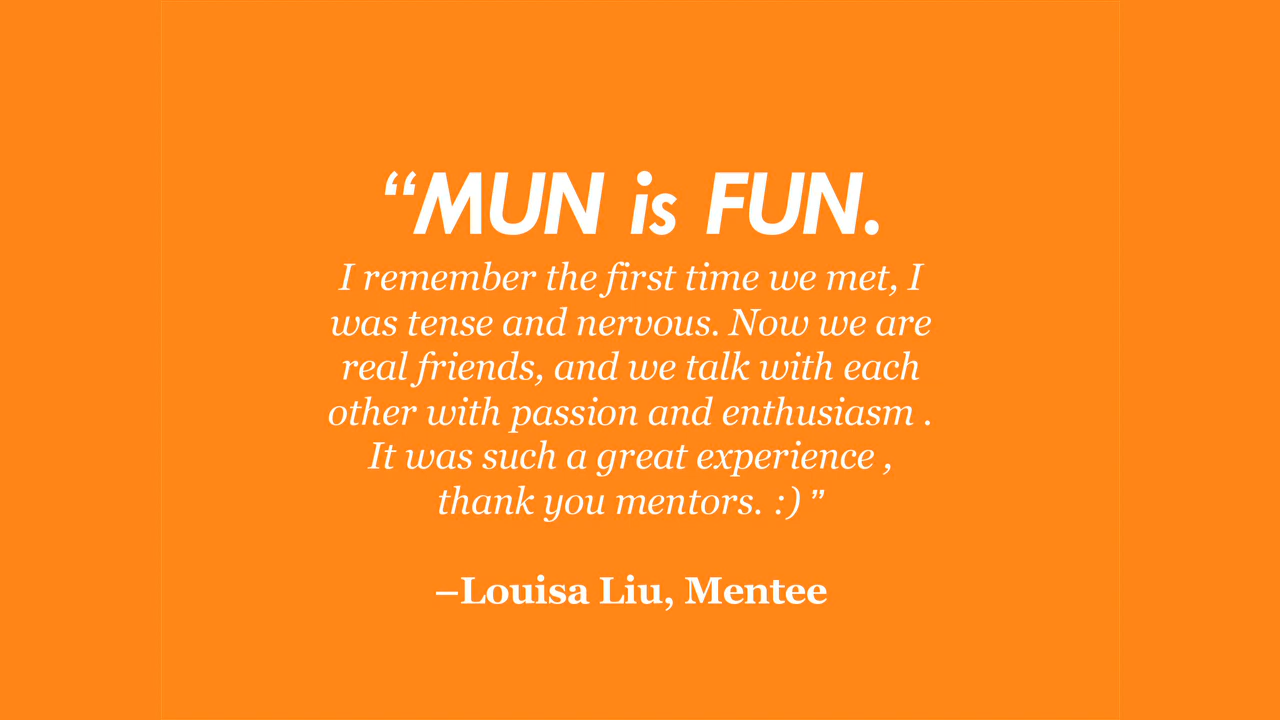 “MUN is FUN.
I remember the first time we met, I
was tense and nervous. Now we are
real friends, and we talk with each
other with passion and enthusiasm .
It was such a great experience ,
thank you mentors. :) ”
–Louisa Liu, Mentee